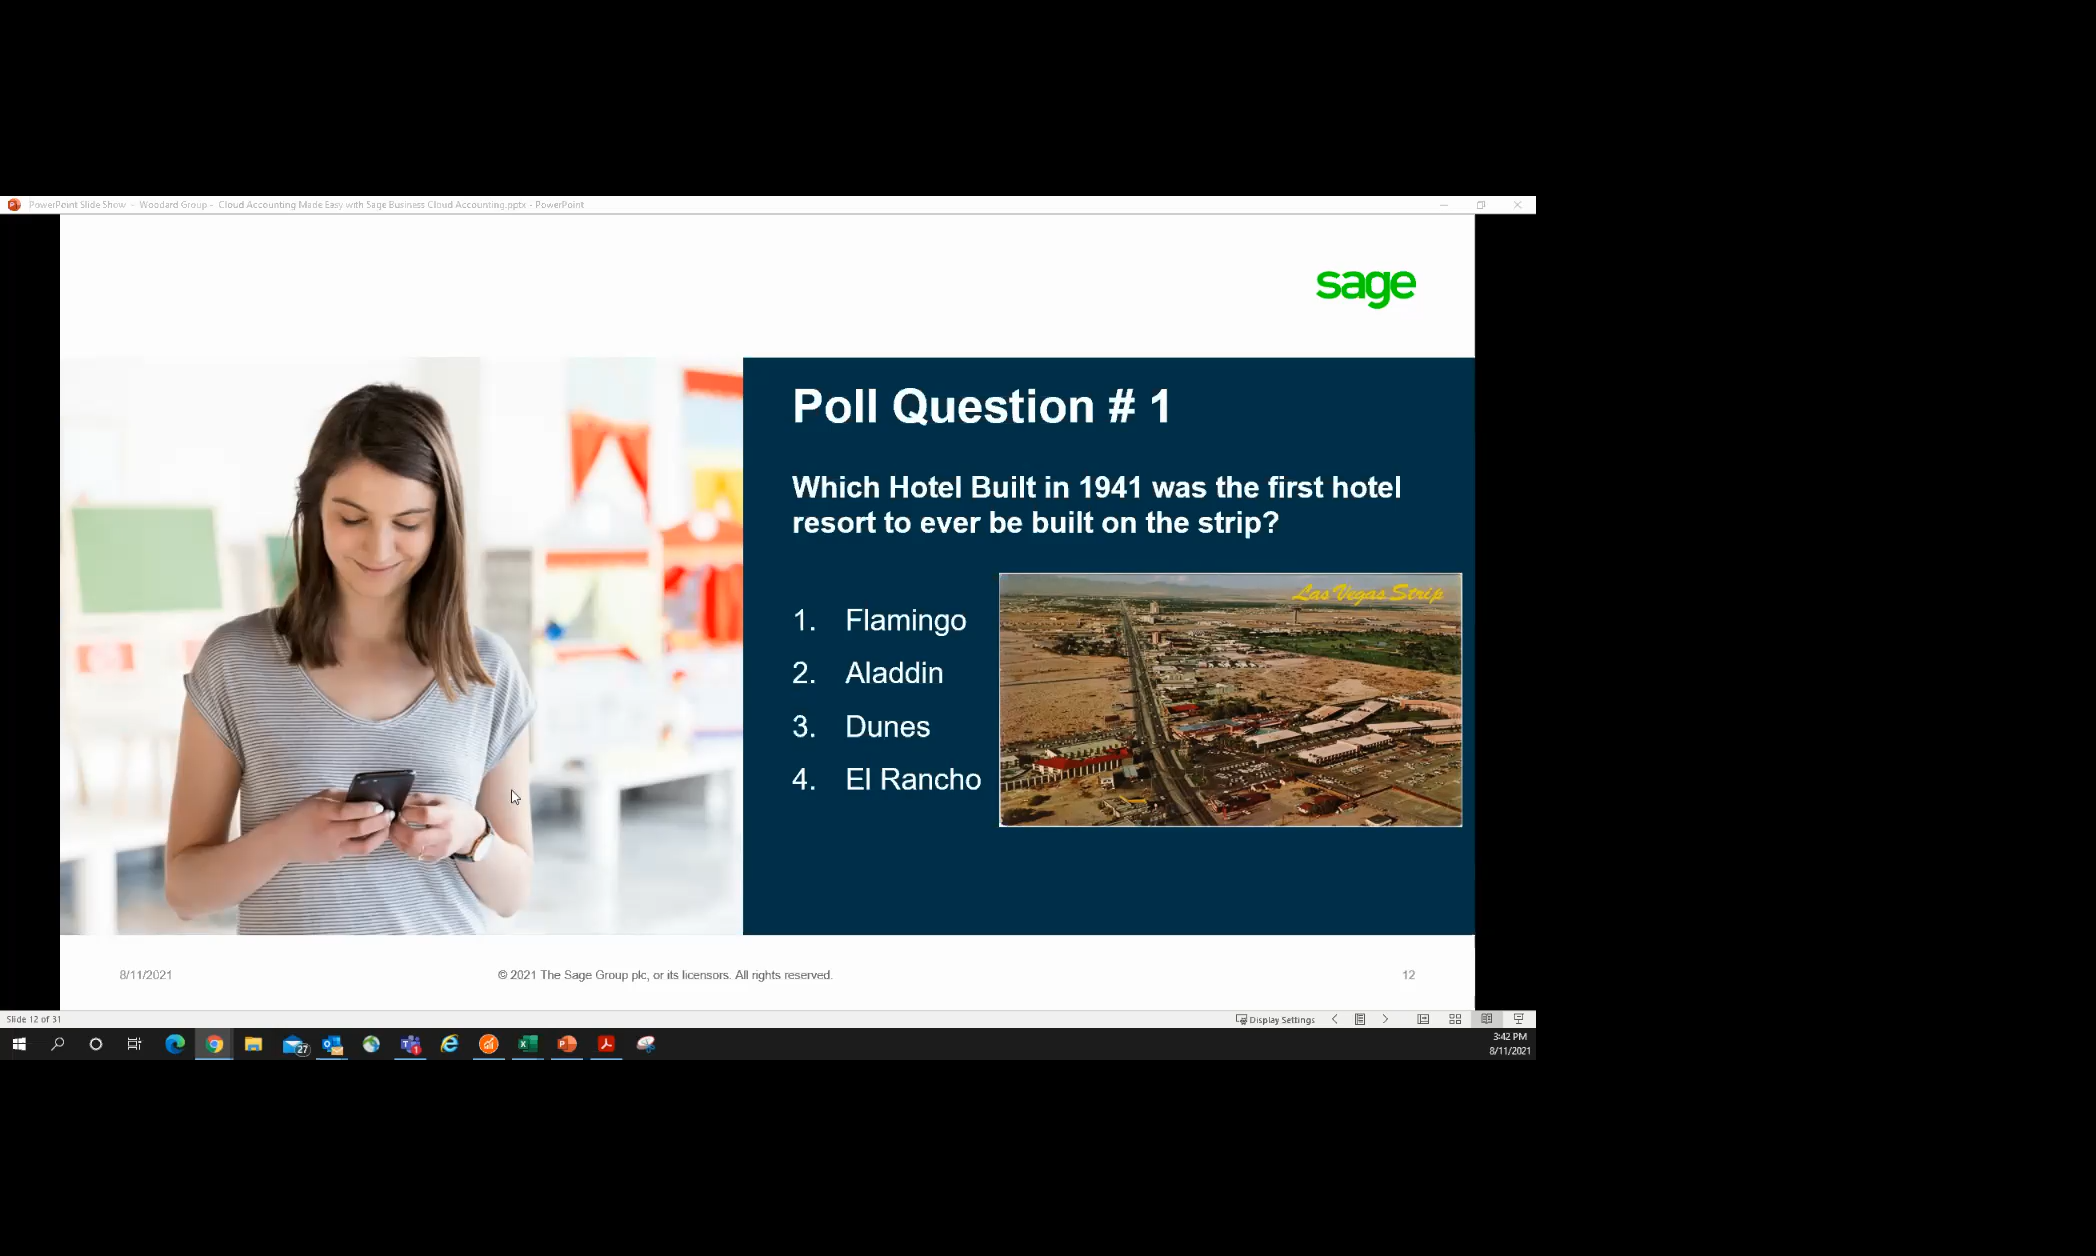 PowerPoint Slide Show - Woodard Group - Cloud Accounting Made Easy with Sage Business Cloud Accounting.pptx - PowerPoint
sage
Poll Question # 1
Which Hotel Built in 1941 was the first hotel
resort to ever be built on the strip?
Las Vegas Strip
1. Flamingo
2. Aladdin
3. Dunes
4. El Rancho
8/11/2021
© 2021 The Sage Group plc, or its licensors. All rights reserved.
12
Slide 12 of 31
Display Settings
27
1
3:42 PM
8/11/2021